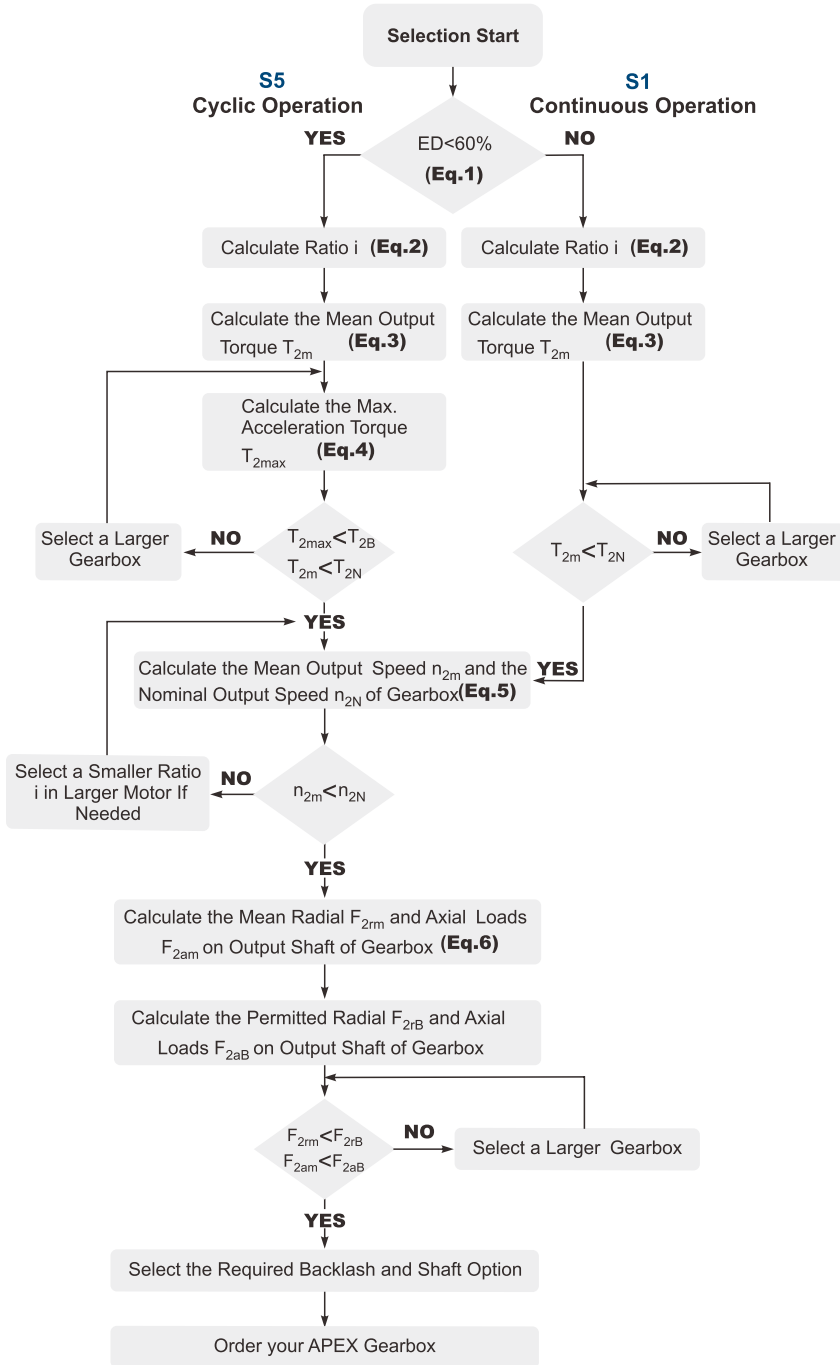 Selection Start
S5
Cyclic Operation
S1
Continuous Operation
YES
NO
ED<60%
(Eq.1)
Calculate Ratio i (Eq.2)
Calculate Ratio i (Eq.2)
Calculate the Mean Output
Torque T2m (Eq.3)
Calculate the Mean Output
Torque T2m (Eq.3)
Calculate the Max.
Acceleration Torque
T2max (Eq.4)
Select a Larger
Gearbox
NO
T2max<T2B
T2m<T2N
T2m<T2N
NO
Select a Larger
Gearbox
YES
Calculate the Mean Output Speed n2m and the
Nominal Output Speed n2N of Gearbox(Eq.5)
YES
Select a Smaller Ratio
i in Larger Motor If
Needed
NO
n2m<n2N
YES
Calculate the Mean Radial F2rm and Axial Loads
F2am on Output Shaft of Gearbox (Eq.6)
Calculate the Permitted Radial F2rB and Axial
Loads F2aB on Output Shaft of Gearbox
F2rm<F2rB
F2am<F2aB
NO
Select a Larger Gearbox
YES
Select the Required Backlash and Shaft Option
Order your APEX Gearbox